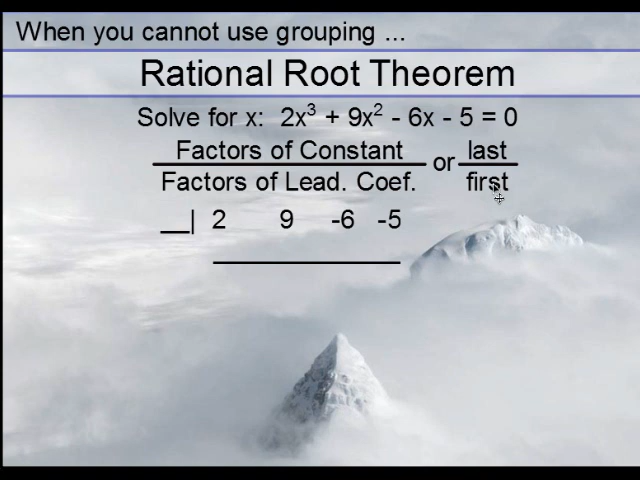 When you cannot use grouping ...
Rational Root Theorem
Solve for x: 2x³ + 9x² - 6x - 5 = 0
Factors of Constant or last
Factors of Lead. Coef. first
__| 2 9 -6 -5